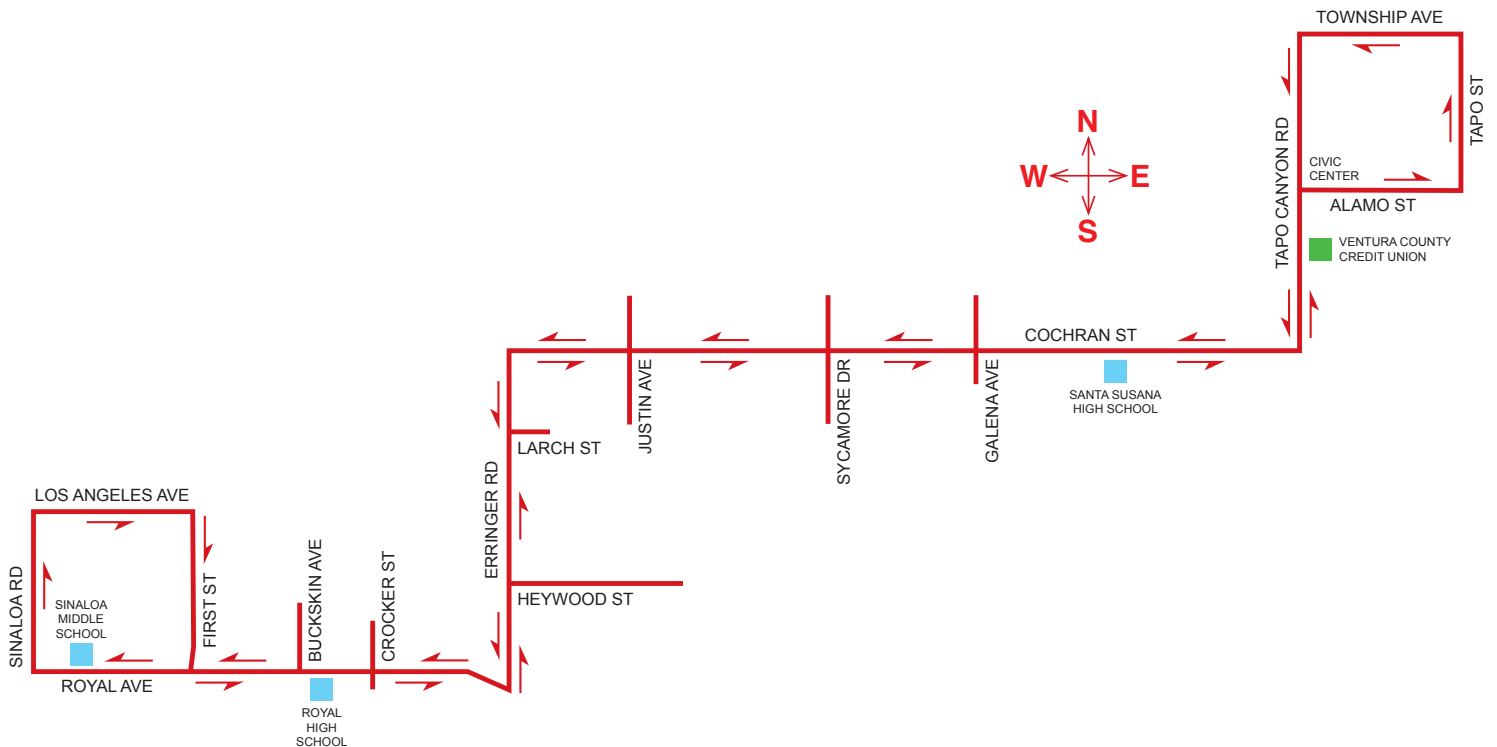 TOWNSHIP AVE
TAPO ST
TAPO CANYON RD
N
W
E
S
CIVIC
CENTER
ALAMO ST
VENTURA COUNTY
CREDIT UNION
COCHRAN ST
JUSTIN AVE
SYCAMORE DR
GALENA AVE
SANTA SUSANA
HIGH SCHOOL
LARCH ST
ERRINGER RD
LOS ANGELES AVE
SINALOA RD
SINALOA
MIDDLE
SCHOOL
FIRST ST
BUCKSKIN AVE
CROCKER ST
HEYWOOD ST
ROYAL AVE
ROYAL
HIGH
SCHOOL